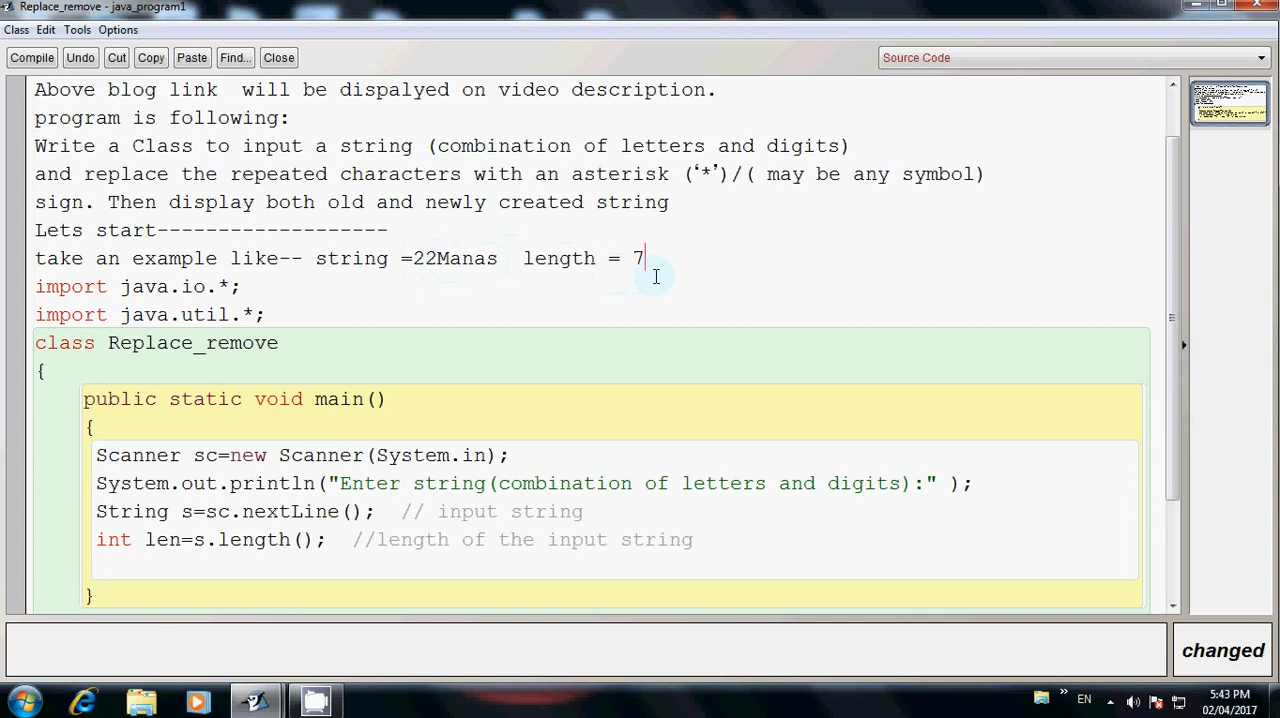 Replace_remove - java_program1
Class Edit Tools Options
Compile Undo Cut Copy Paste Find... Close Source Code
Above blog link will be dispalyed on video description.
program is following:
Write a Class to input a string (combination of letters and digits)
and replace the repeated characters with an asterisk (‘*’)/( may be any symbol)
sign. Then display both old and newly created string
Lets start-------------------
take an example like-- string =22Manas length = 7
import java.io.*;
import java.util.*;
class Replace_remove
{
public static void main()
{
Scanner sc=new Scanner(System.in);
System.out.println("Enter string(combination of letters and digits):" );
String s=sc.nextLine(); // input string
int len=s.length(); //length of the input string
}
changed
EN
5:43 PM
02/04/2017